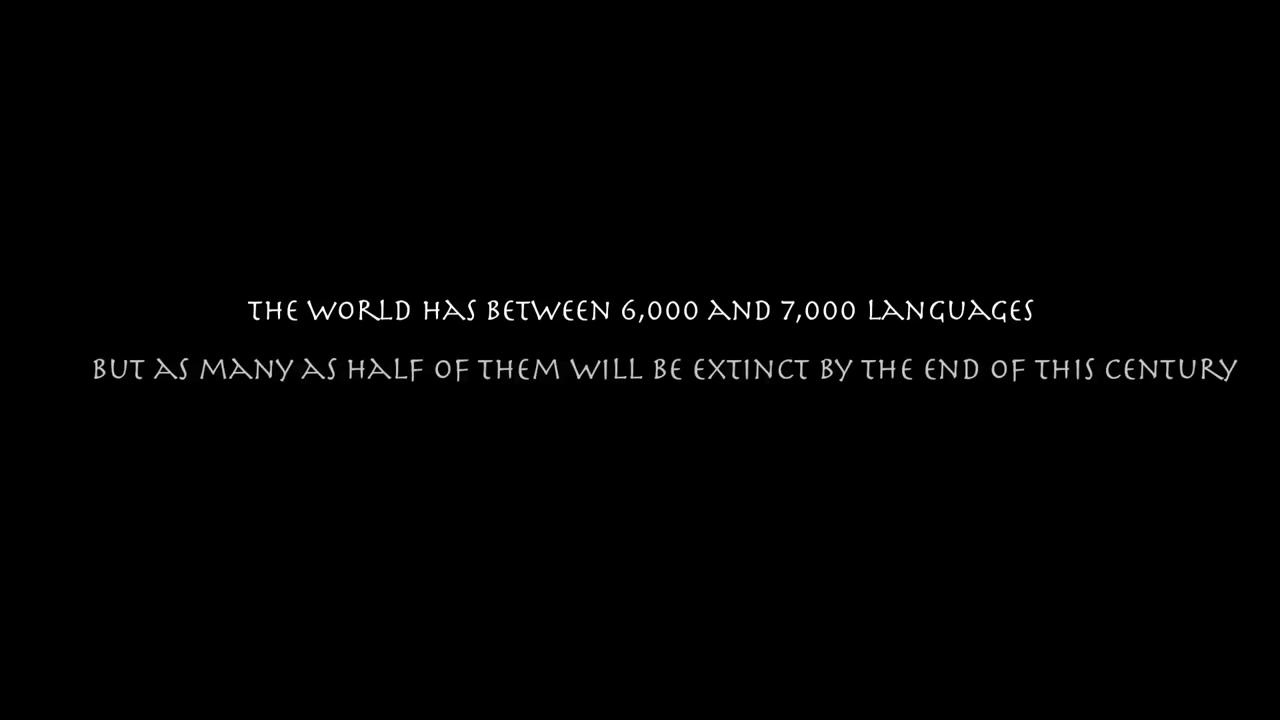 THE WORLD HAS BETWEEN 6,000 AND 7,000 LANGUAGES
BUT AS MANY AS HALF OF THEM WILL BE EXTINCT BY THE END OF THIS CENTURY